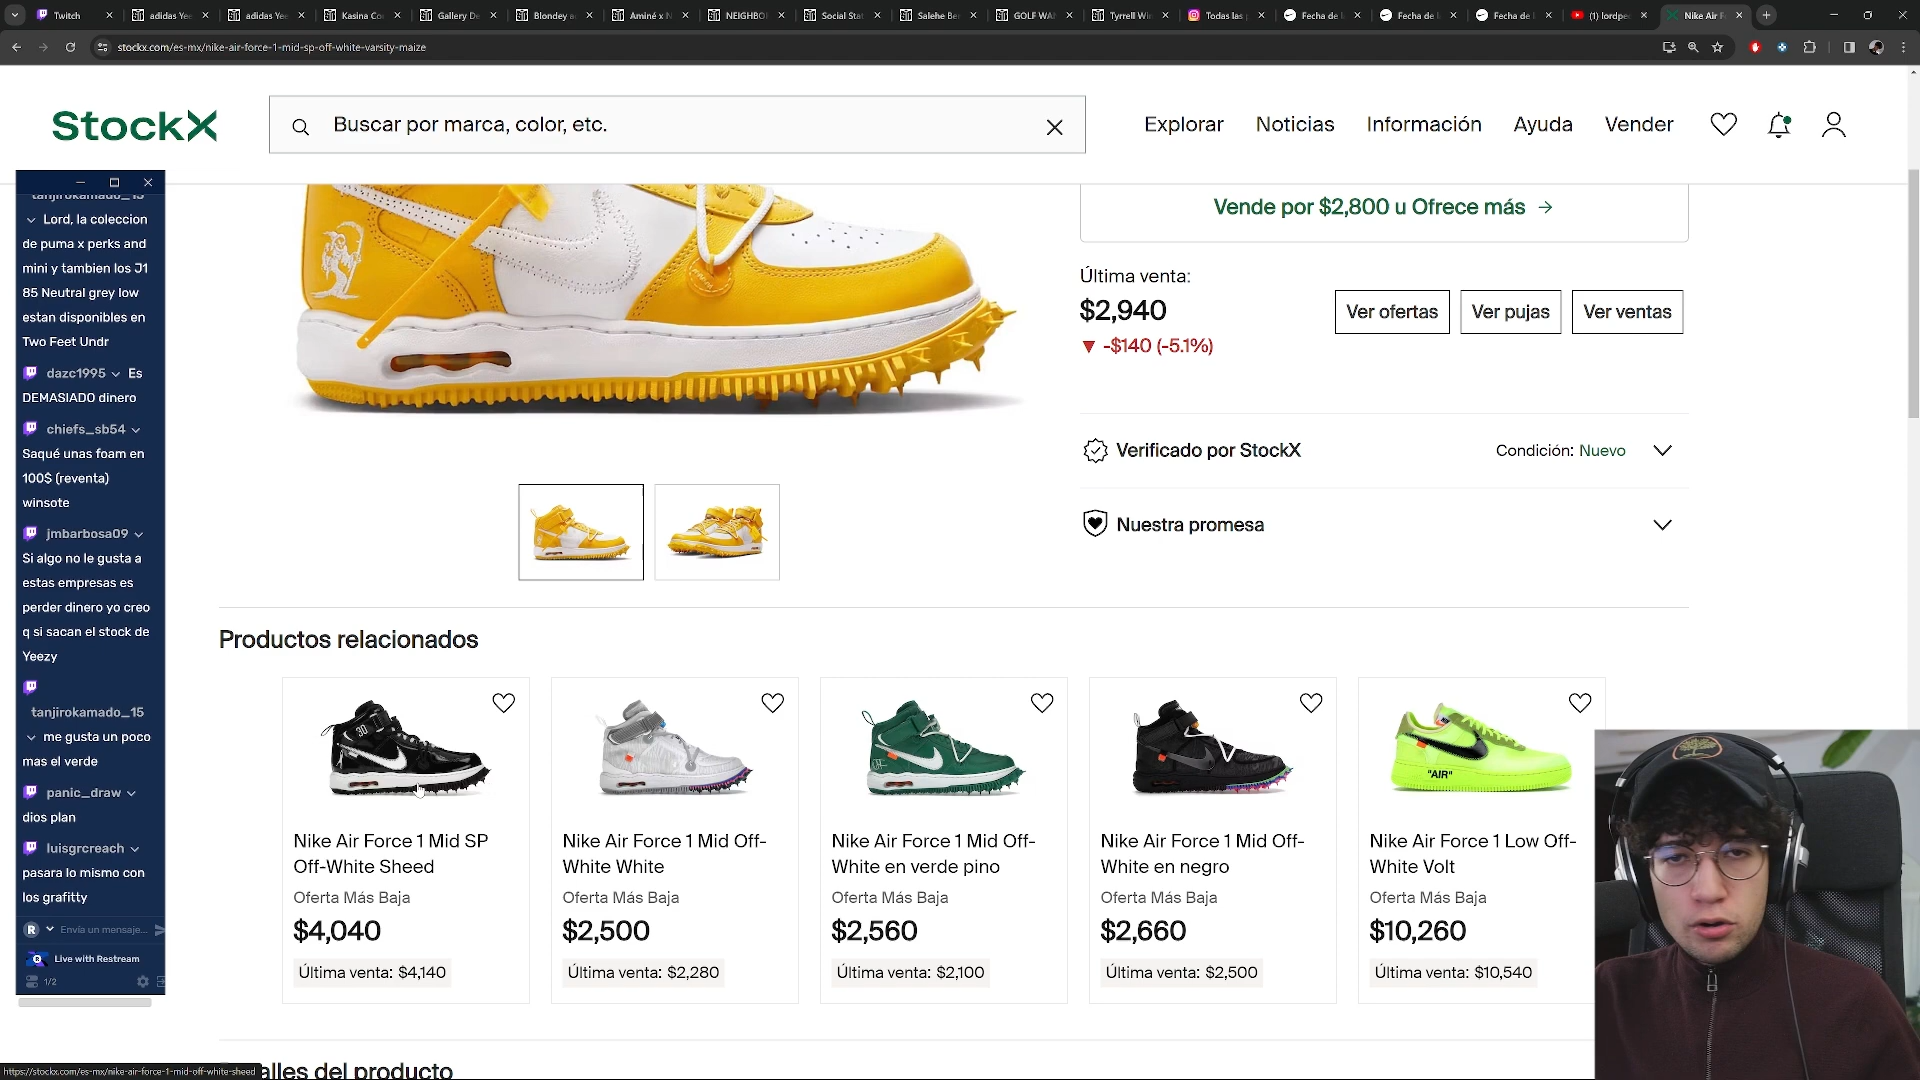 Twitch
adidas Yee
adidas Yee
Kasina Co
Gallery De
Blondey a
Aminé x N
NEIGHBO
Social Stat
Salehe Be
GOLF WA
Tyrrell Wi
Todas las
Fecha de
Fecha de
Fecha de
(1) lordpe
Nike Air F
stockx.com/es-mx/nike-air-force-1-mid-sp-off-white-varsity-maize
StockX
Buscar por marca, color, etc.
Explorar
Noticias
Información
Ayuda
Vender
tanjirokamado_15
Lord, la coleccion
de puma x perks and
mini y tambien los J1
85 Neutral grey low
estan disponibles en
Two Feet Undr
dazc1995 Es
DEMASIADO dinero
chiefs_sb54
Saqué unas foam en
100$ (reventa)
winsote
jmbarbosa09
Si algo no le gusta a
estas empresas es
perder dinero yo creo
q si sacan el stock de
Yeezy
tanjirokamado_15
me gusta un poco
mas el verde
panic_draw
dios plan
luisgrcreach
pasara lo mismo con
los grafitty
R Envía un mensaje...
Live with Restream
1/2
Vende por $2,800 u Ofrece más →
Última venta:
$2,940
▼ -$140 (-5.1%)
Ver ofertas
Ver pujas
Ver ventas
Verificado por StockX
Condición: Nuevo
Nuestra promesa
Productos relacionados
Nike Air Force 1 Mid SP
Off-White Sheed
Oferta Más Baja
$4,040
Última venta: $4,140
Nike Air Force 1 Mid Off-
White White
Oferta Más Baja
$2,500
Última venta: $2,280
Nike Air Force 1 Mid Off-
White en verde pino
Oferta Más Baja
$2,560
Última venta: $2,100
Nike Air Force 1 Mid Off-
White en negro
Oferta Más Baja
$2,660
Última venta: $2,500
"AIR"
Nike Air Force 1 Low Off-
White Volt
Oferta Más Baja
$10,260
Última venta: $10,540
alles del producto
https://stockx.com/es-mx/nike-air-force-1-mid-off-white-sheed